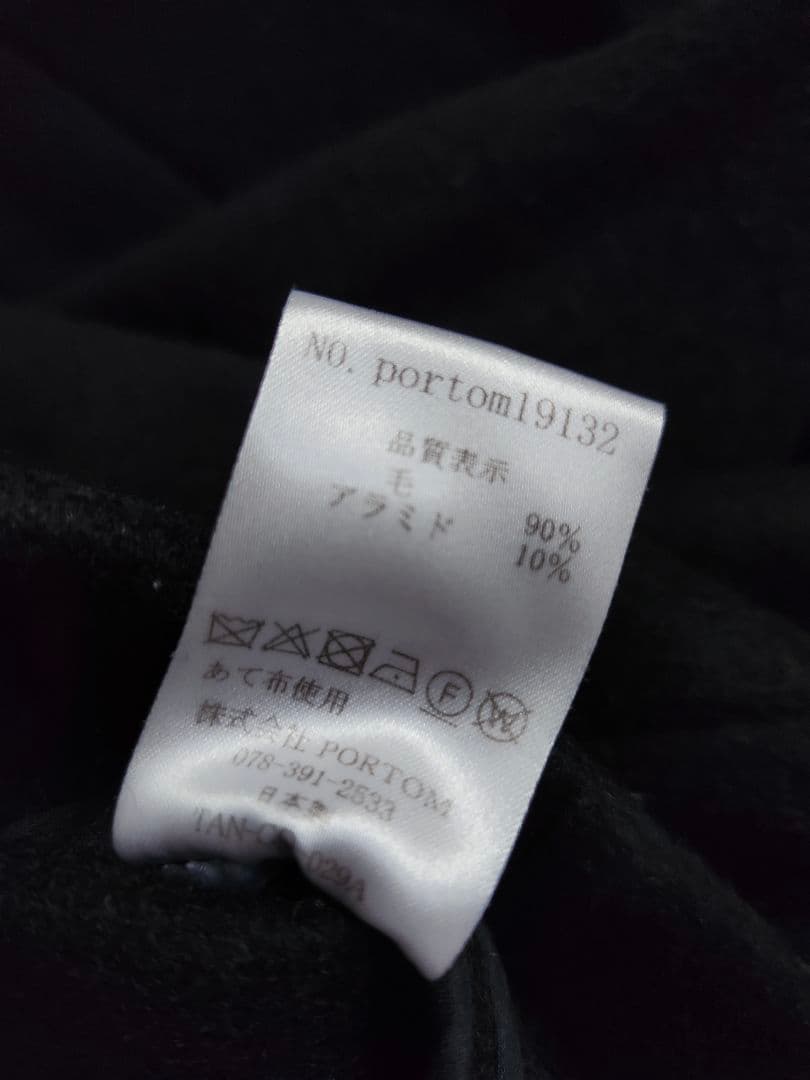 NO. portom19132
品質表示
毛 90%
アラミド 10%
F W
あて布使用
株式会社 PORTOM
078-391-2533
日本製
029A